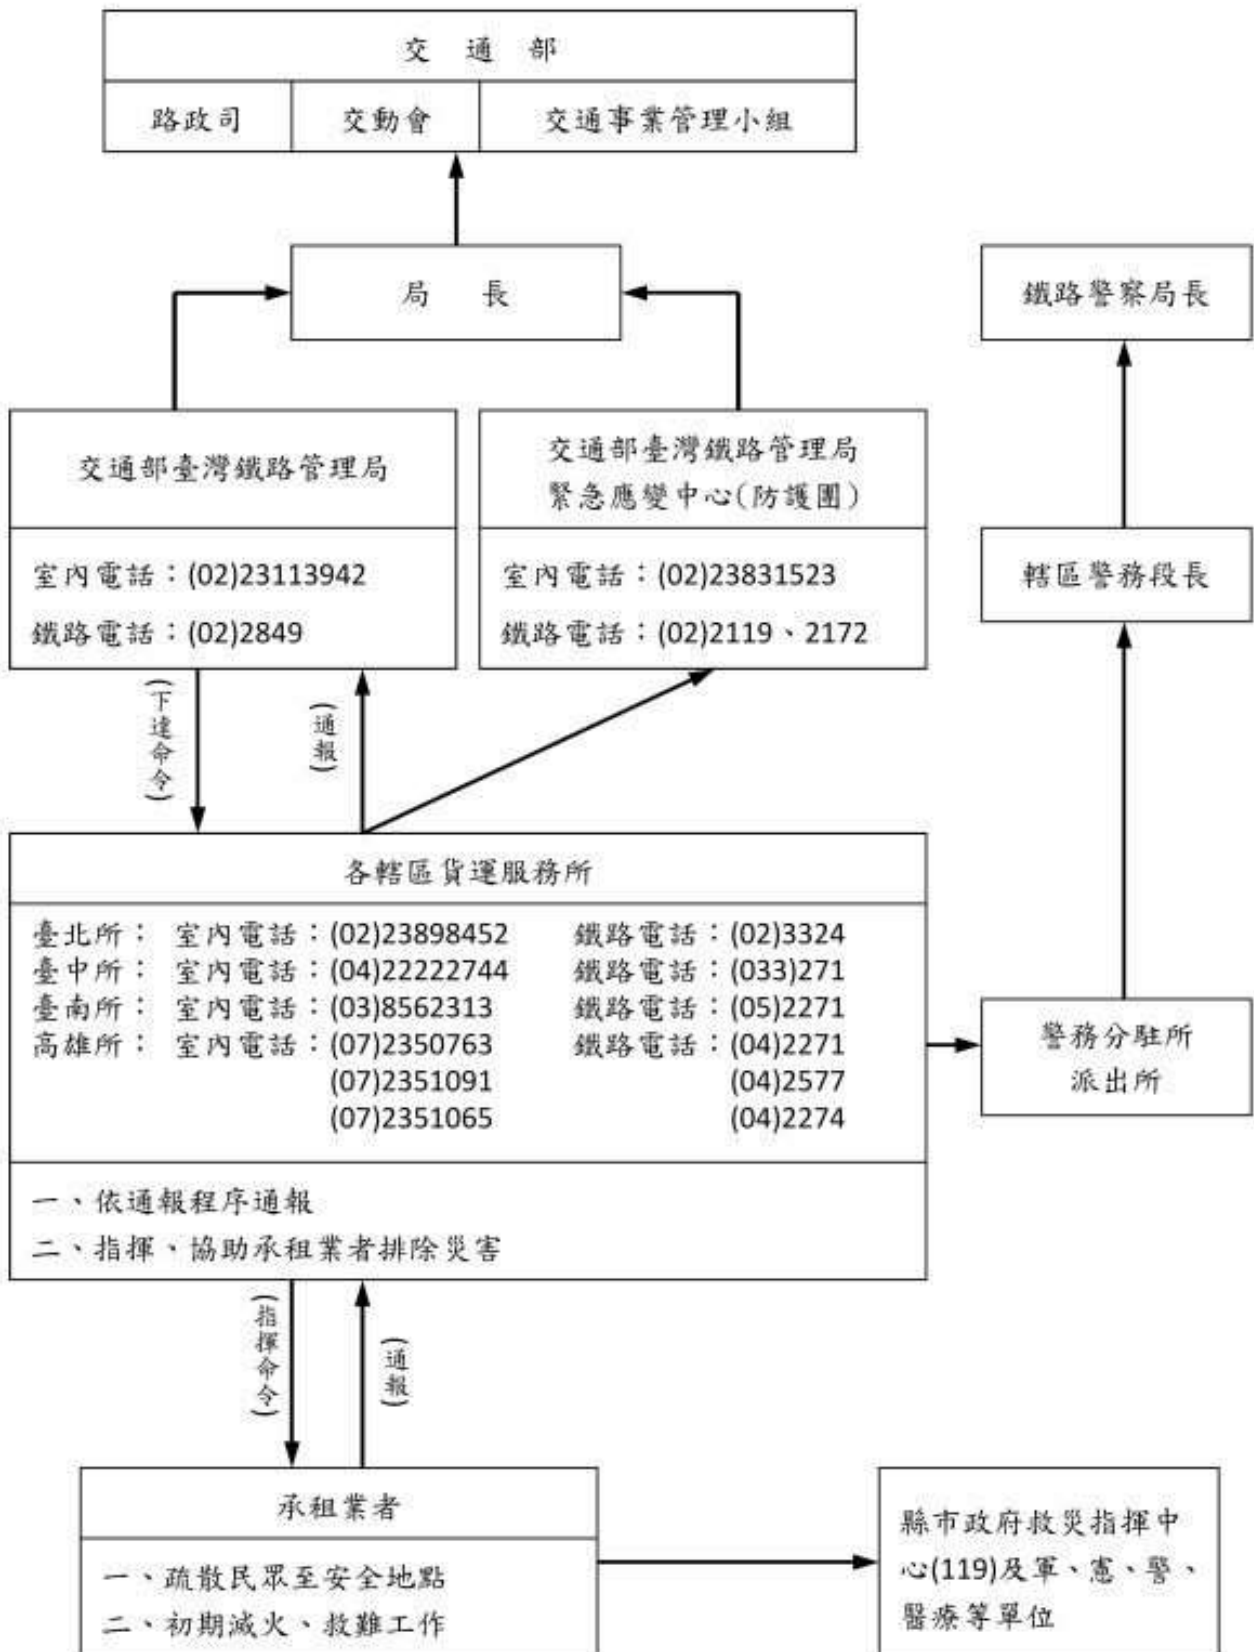 交通部
路政司 交動會 交通事業管理小組
局 長
鐵路警察局長
交通部臺灣鐵路管理局
室內電話：(02)23113942
鐵路電話：(02)2849
交通部臺灣鐵路管理局
緊急應變中心(防護團)
室內電話：(02)23831523
鐵路電話：(02)2119、2172
轄區警務段長
(下達命令)
(通報)
各轄區貨運服務所
臺北所： 室內電話：(02)23898452 鐵路電話：(02)3324
臺中所： 室內電話：(04)22222744 鐵路電話：(033)271
臺南所： 室內電話：(03)8562313 鐵路電話：(05)2271
高雄所： 室內電話：(07)2350763 鐵路電話：(04)2271
(07)2351091 (04)2577
(07)2351065 (04)2274
一、依通報程序通報
二、指揮、協助承租業者排除災害
警務分駐所
派出所
(指揮命令)
(通報)
承租業者
一、疏散民眾至安全地點
二、初期滅火、救難工作
縣市政府救災指揮中
心(119)及軍、憲、警、
醫療等單位